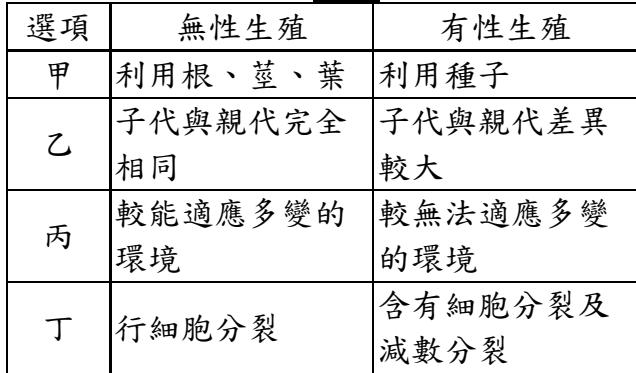 選項 無性生殖 有性生殖
甲 利用根、莖、葉 利用種子
乙 子代與親代完全相同 子代與親代差異較大
丙 較能適應多變的環境 較無法適應多變的環境
丁 行細胞分裂 含有細胞分裂及減數分裂